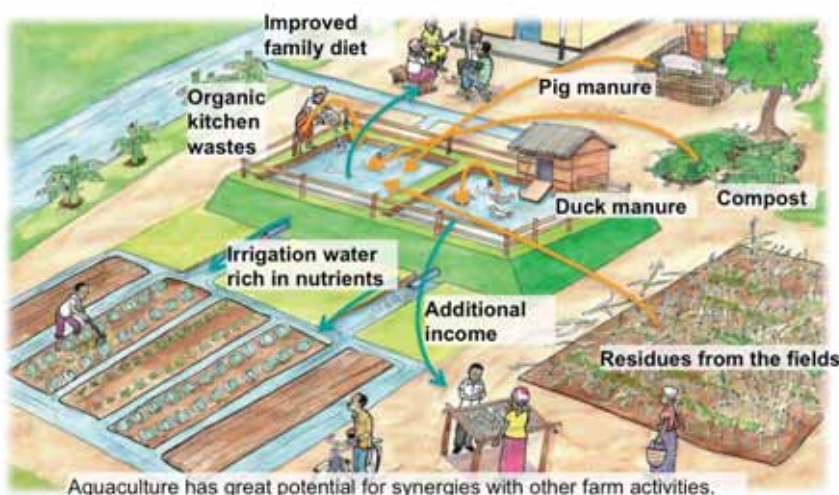 Improved
family diet
Pig manure
Organic
kitchen
wastes
Compost
Duck manure
Irrigation water
rich in nutrients
Additional
income
Residues from the fields
Aquaculture has great potential for synergies with other farm activities.